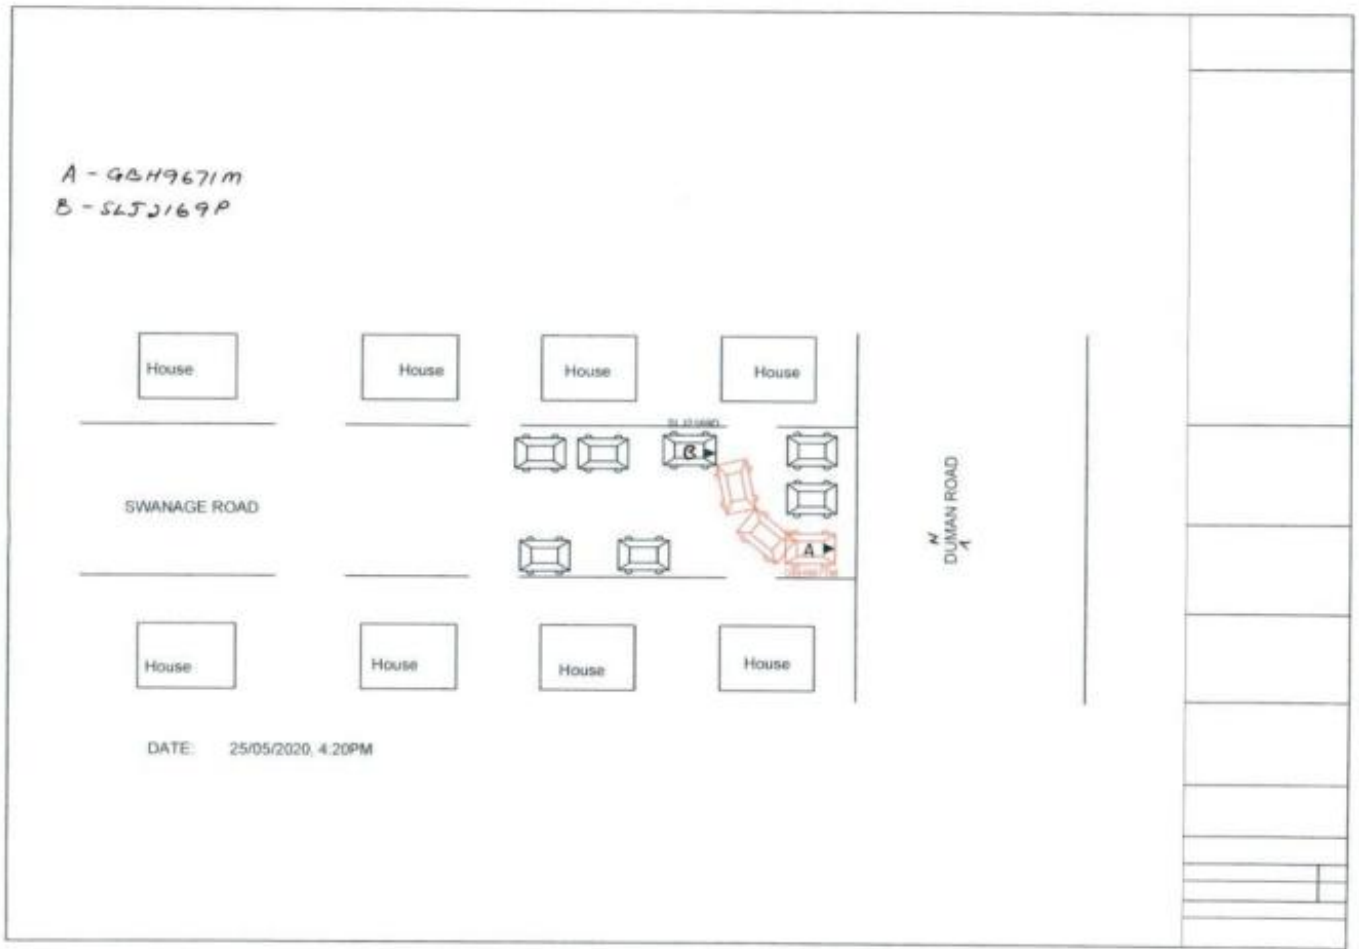 A - GBH9671M
B - SLJ2169P
House House House House
B
SWANAGE ROAD
A
N
DUMAN ROAD
House House House House
DATE: 25/05/2020, 4:20PM